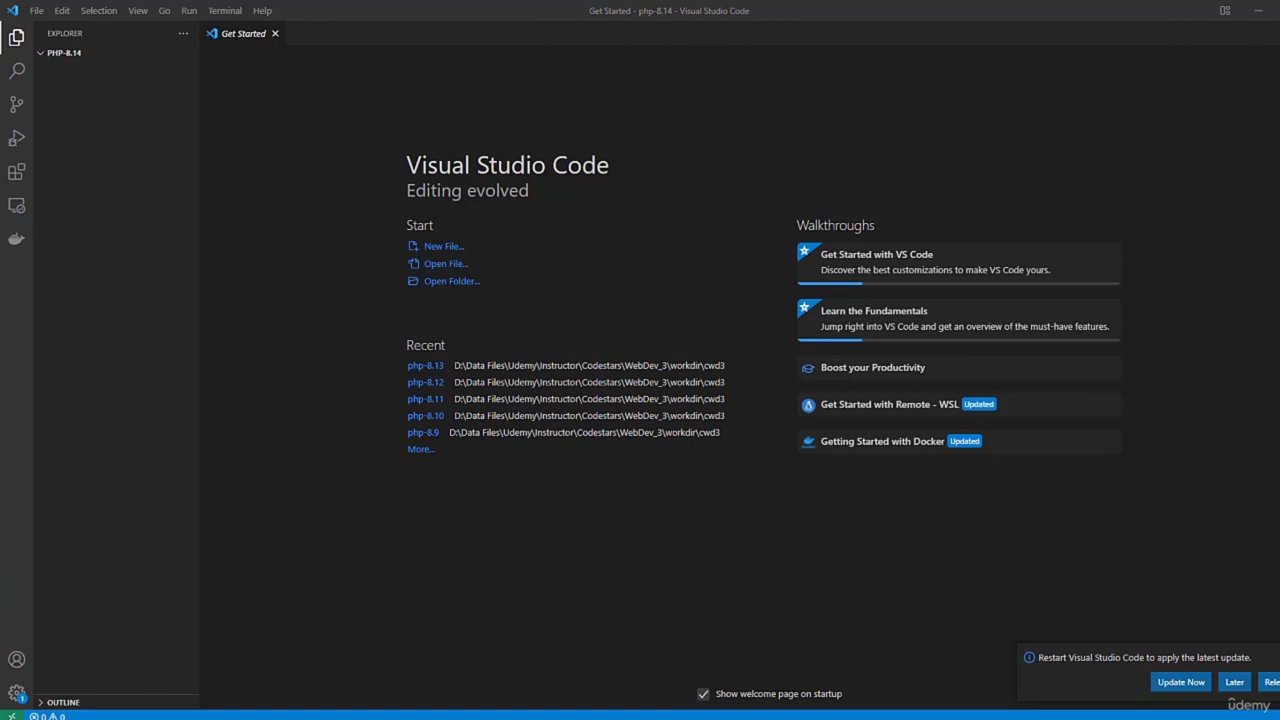 File Edit Selection View Go Run Terminal Help
Get Started - php-8.14 - Visual Studio Code
EXPLORER
Get Started
PHP-8.14
Visual Studio Code
Editing evolved
Start
New File...
Open File...
Open Folder...
Recent
php-8.13 D:\Data Files\Udemy\Instructor\Codestars\WebDev_3\workdir\cwd3
php-8.12 D:\Data Files\Udemy\Instructor\Codestars\WebDev_3\workdir\cwd3
php-8.11 D:\Data Files\Udemy\Instructor\Codestars\WebDev_3\workdir\cwd3
php-8.10 D:\Data Files\Udemy\Instructor\Codestars\WebDev_3\workdir\cwd3
php-8.9 D:\Data Files\Udemy\Instructor\Codestars\WebDev_3\workdir\cwd3
More...
Walkthroughs
Get Started with VS Code
Discover the best customizations to make VS Code yours.
Learn the Fundamentals
Jump right into VS Code and get an overview of the must-have features.
Boost your Productivity
Get Started with Remote - WSL Updated
Getting Started with Docker Updated
Restart Visual Studio Code to apply the latest update.
Update Now Later Rele
Show welcome page on startup
1
OUTLINE
0 0
udemy